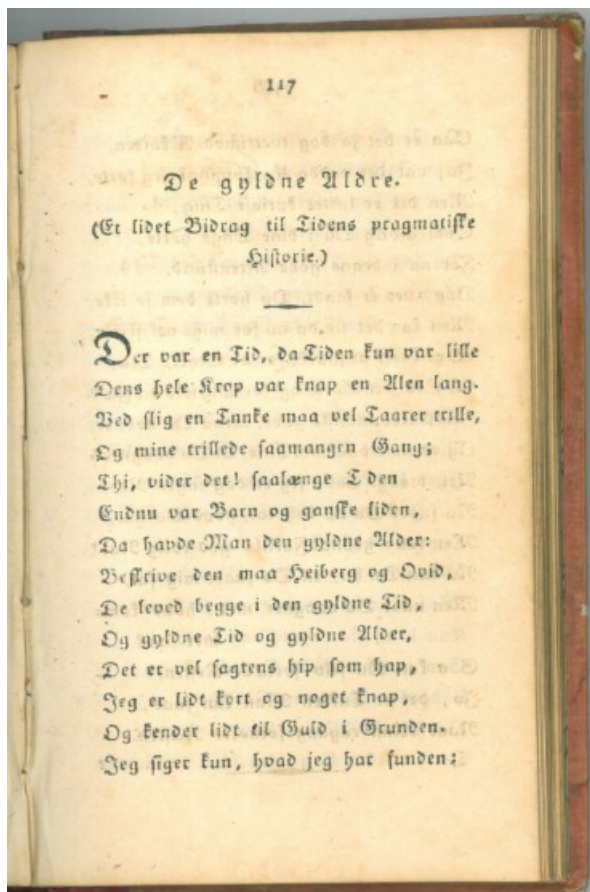 117
De gyldne Aldre.
(Et lidet Bidrag til Tidens pragmatiske
Historie.)
Der var en Tid, da Tiden kun var lille
Dens hele Krop var knap en Alen lang.
Ved slig en Tanke maa vel Taarer trille,
Og mine trillede saamangen Gang;
Thi, vider det! saalænge T den
Endnu var Barn og ganske liden,
Da havde Man den gyldne Alder:
Beskrive den maa Heiberg og Ovid,
De leved begge i den gyldne Tid,
Og gyldne Tid og gyldne Alder,
Det er vel sagtens hip som hap,
Jeg er lidt kort og noget knap,
Og kender lidt til Guld i Grunden.
Jeg siger kun, hvad jeg har funden: